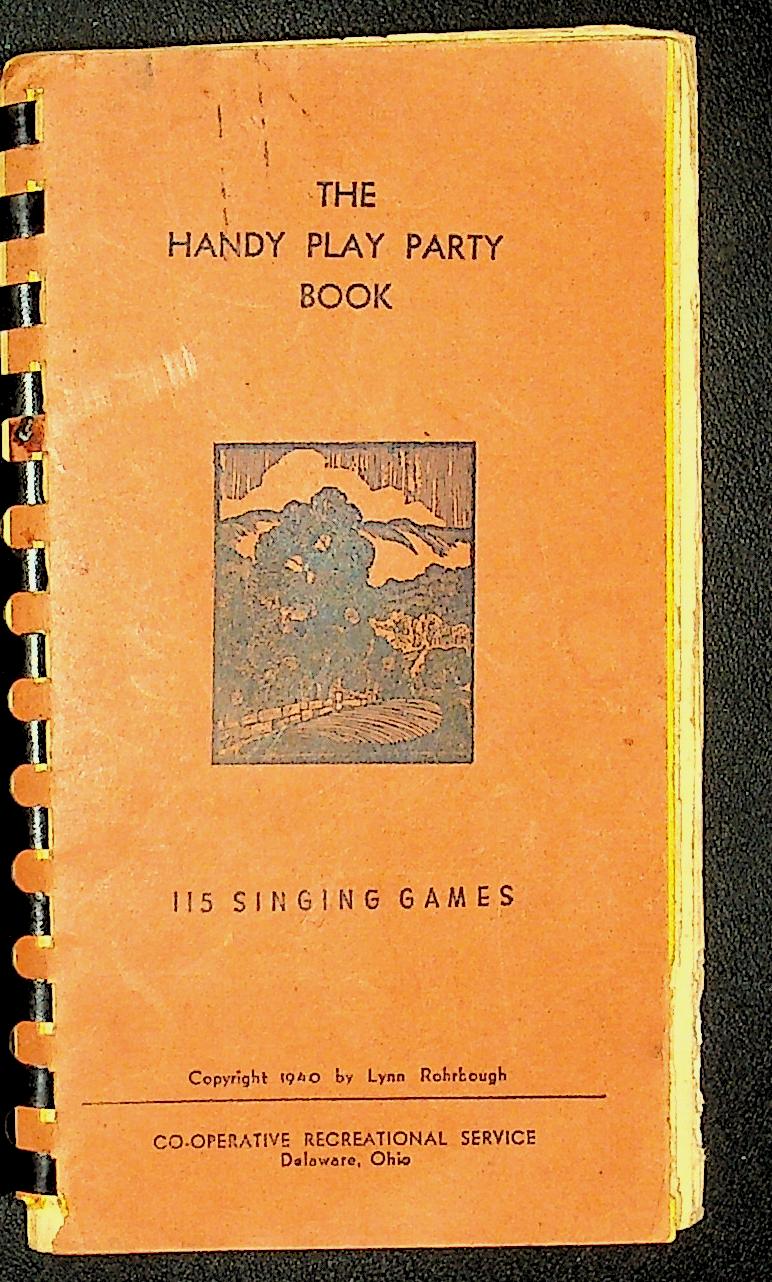 THE
HANDY PLAY PARTY
BOOK
115 SINGING GAMES
Copyright 1940 by Lynn Rohrbough
CO-OPERATIVE RECREATIONAL SERVICE
Delaware, Ohio